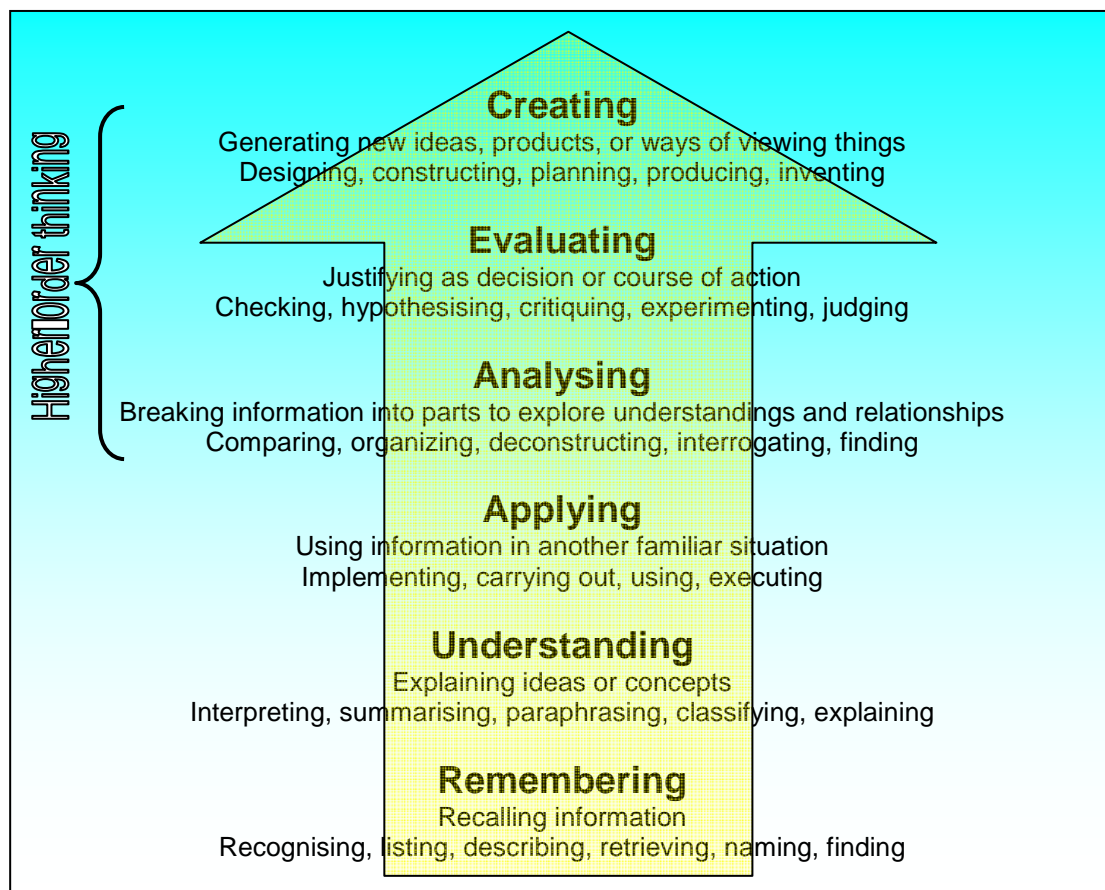 Higher order thinking
Creating
Generating new ideas, products, or ways of viewing things
Designing, constructing, planning, producing, inventing
Evaluating
Justifying as decision or course of action
Checking, hypothesising, critiquing, experimenting, judging
Analysing
Breaking information into parts to explore understandings and relationships
Comparing, organizing, deconstructing, interrogating, finding
Applying
Using information in another familiar situation
Implementing, carrying out, using, executing
Understanding
Explaining ideas or concepts
Interpreting, summarising, paraphrasing, classifying, explaining
Remembering
Recalling information
Recognising, listing, describing, retrieving, naming, finding